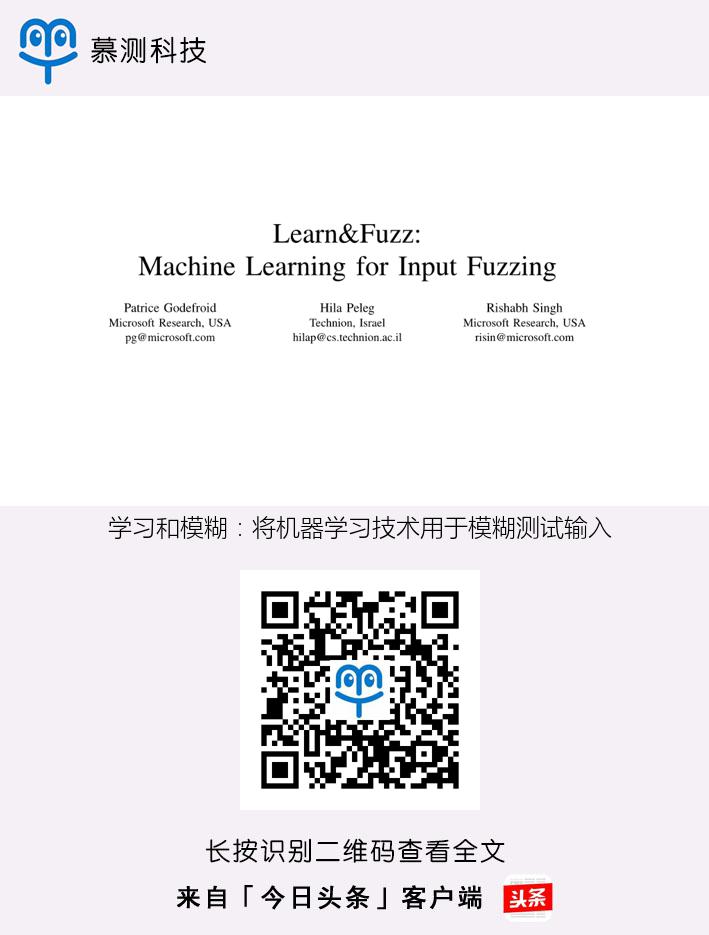 慕测科技
Learn&Fuzz:
Machine Learning for Input Fuzzing
Patrice Godefroid
Microsoft Research, USA
pg@microsoft.com
Hila Peleg
Technion, Israel
hilap@cs.technion.ac.il
Rishabh Singh
Microsoft Research, USA
risin@microsoft.com
学习和模糊：将机器学习技术用于模糊测试输入
长按识别二维码查看全文
来自「今日头条」客户端
头条